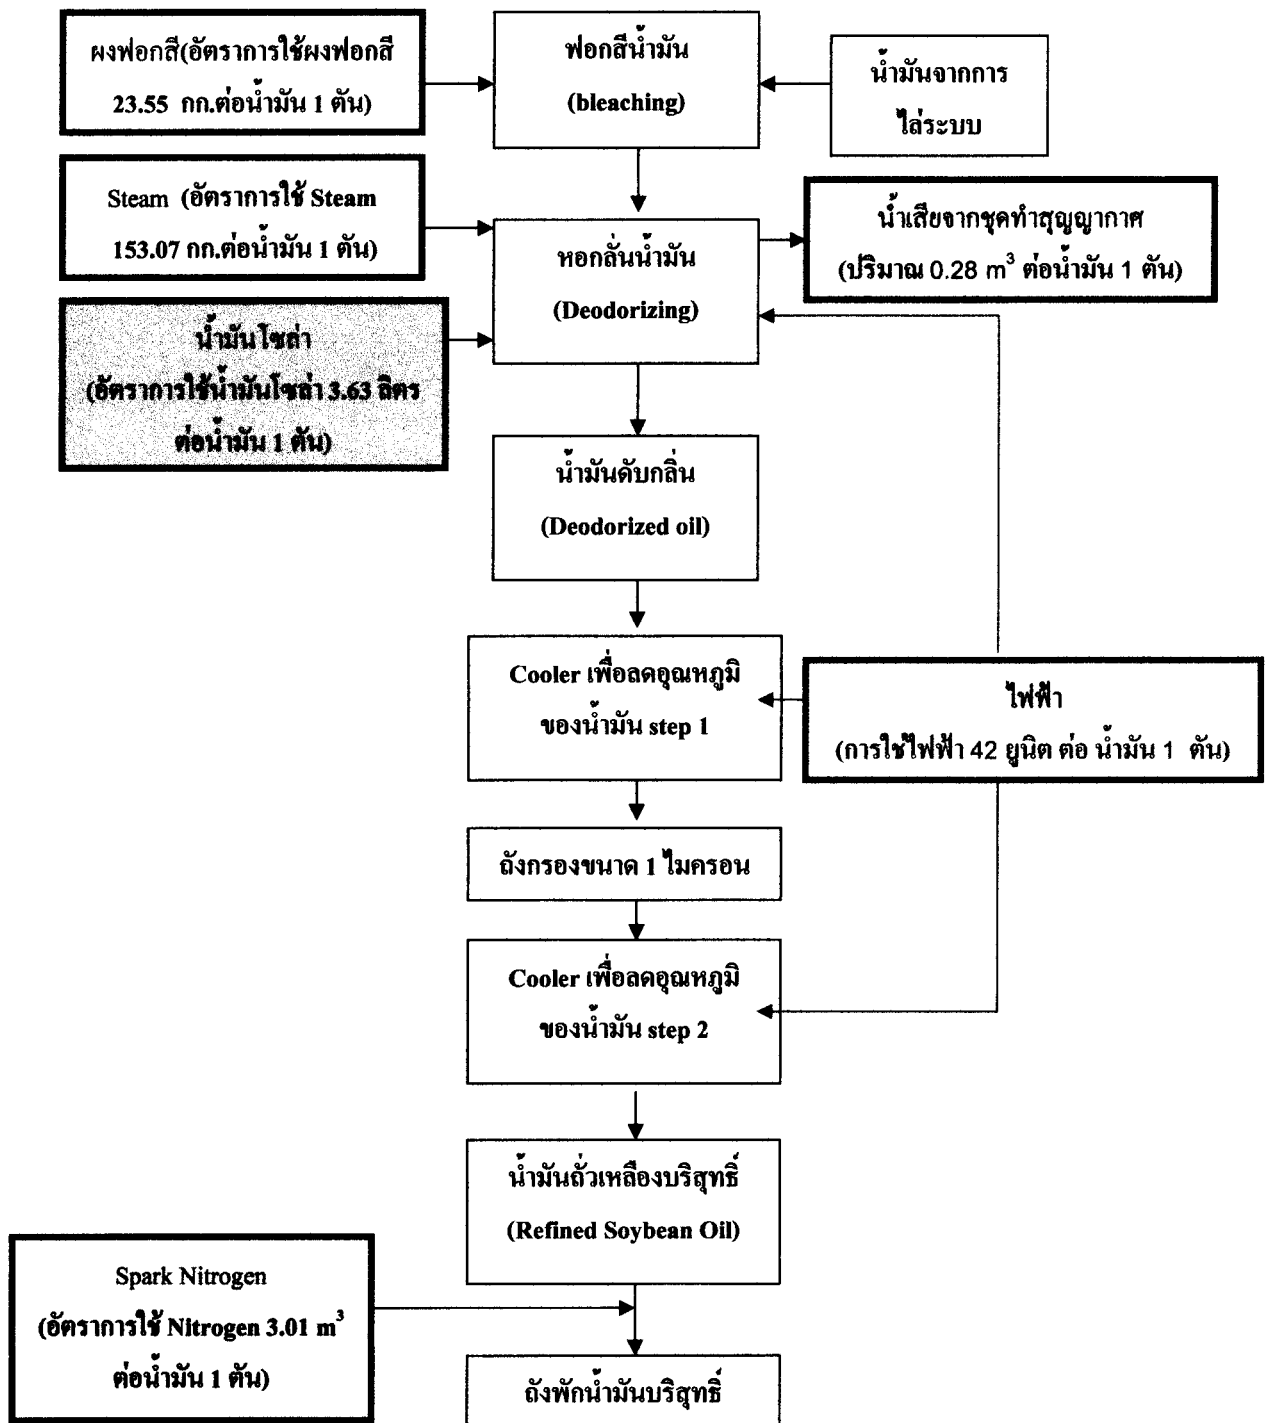 ผงฟอกสี(อัตราการใช้ผงฟอกสี
23.55 กก.ต่อน้ำมัน 1 ตัน)
ฟอกสีน้ำมัน
(bleaching)
น้ำมันจากการ
ไล่ระบบ
Steam (อัตราการใช้ Steam
153.07 กก.ต่อน้ำมัน 1 ตัน)
หอกลั่นน้ำมัน
(Deodorizing)
น้ำเสียจากชุดทำสุญญากาศ
(ปริมาณ 0.28 m³ ต่อน้ำมัน 1 ตัน)
น้ำมันโซล่า
(อัตราการใช้น้ำมันโซล่า 3.63 ลิตร
ต่อน้ำมัน 1 ตัน)
น้ำมันดับกลิ่น
(Deodorized oil)
Cooler เพื่อลดอุณหภูมิ
ของน้ำมัน step 1
ไฟฟ้า
(การใช้ไฟฟ้า 42 ยูนิต ต่อ น้ำมัน 1 ตัน)
ถังกรองขนาด 1 ไมครอน
Cooler เพื่อลดอุณหภูมิ
ของน้ำมัน step 2
น้ำมันถั่วเหลืองบริสุทธิ์
(Refined Soybean Oil)
Spark Nitrogen
(อัตราการใช้ Nitrogen 3.01 m³
ต่อน้ำมัน 1 ตัน)
ถังพักน้ำมันบริสุทธิ์